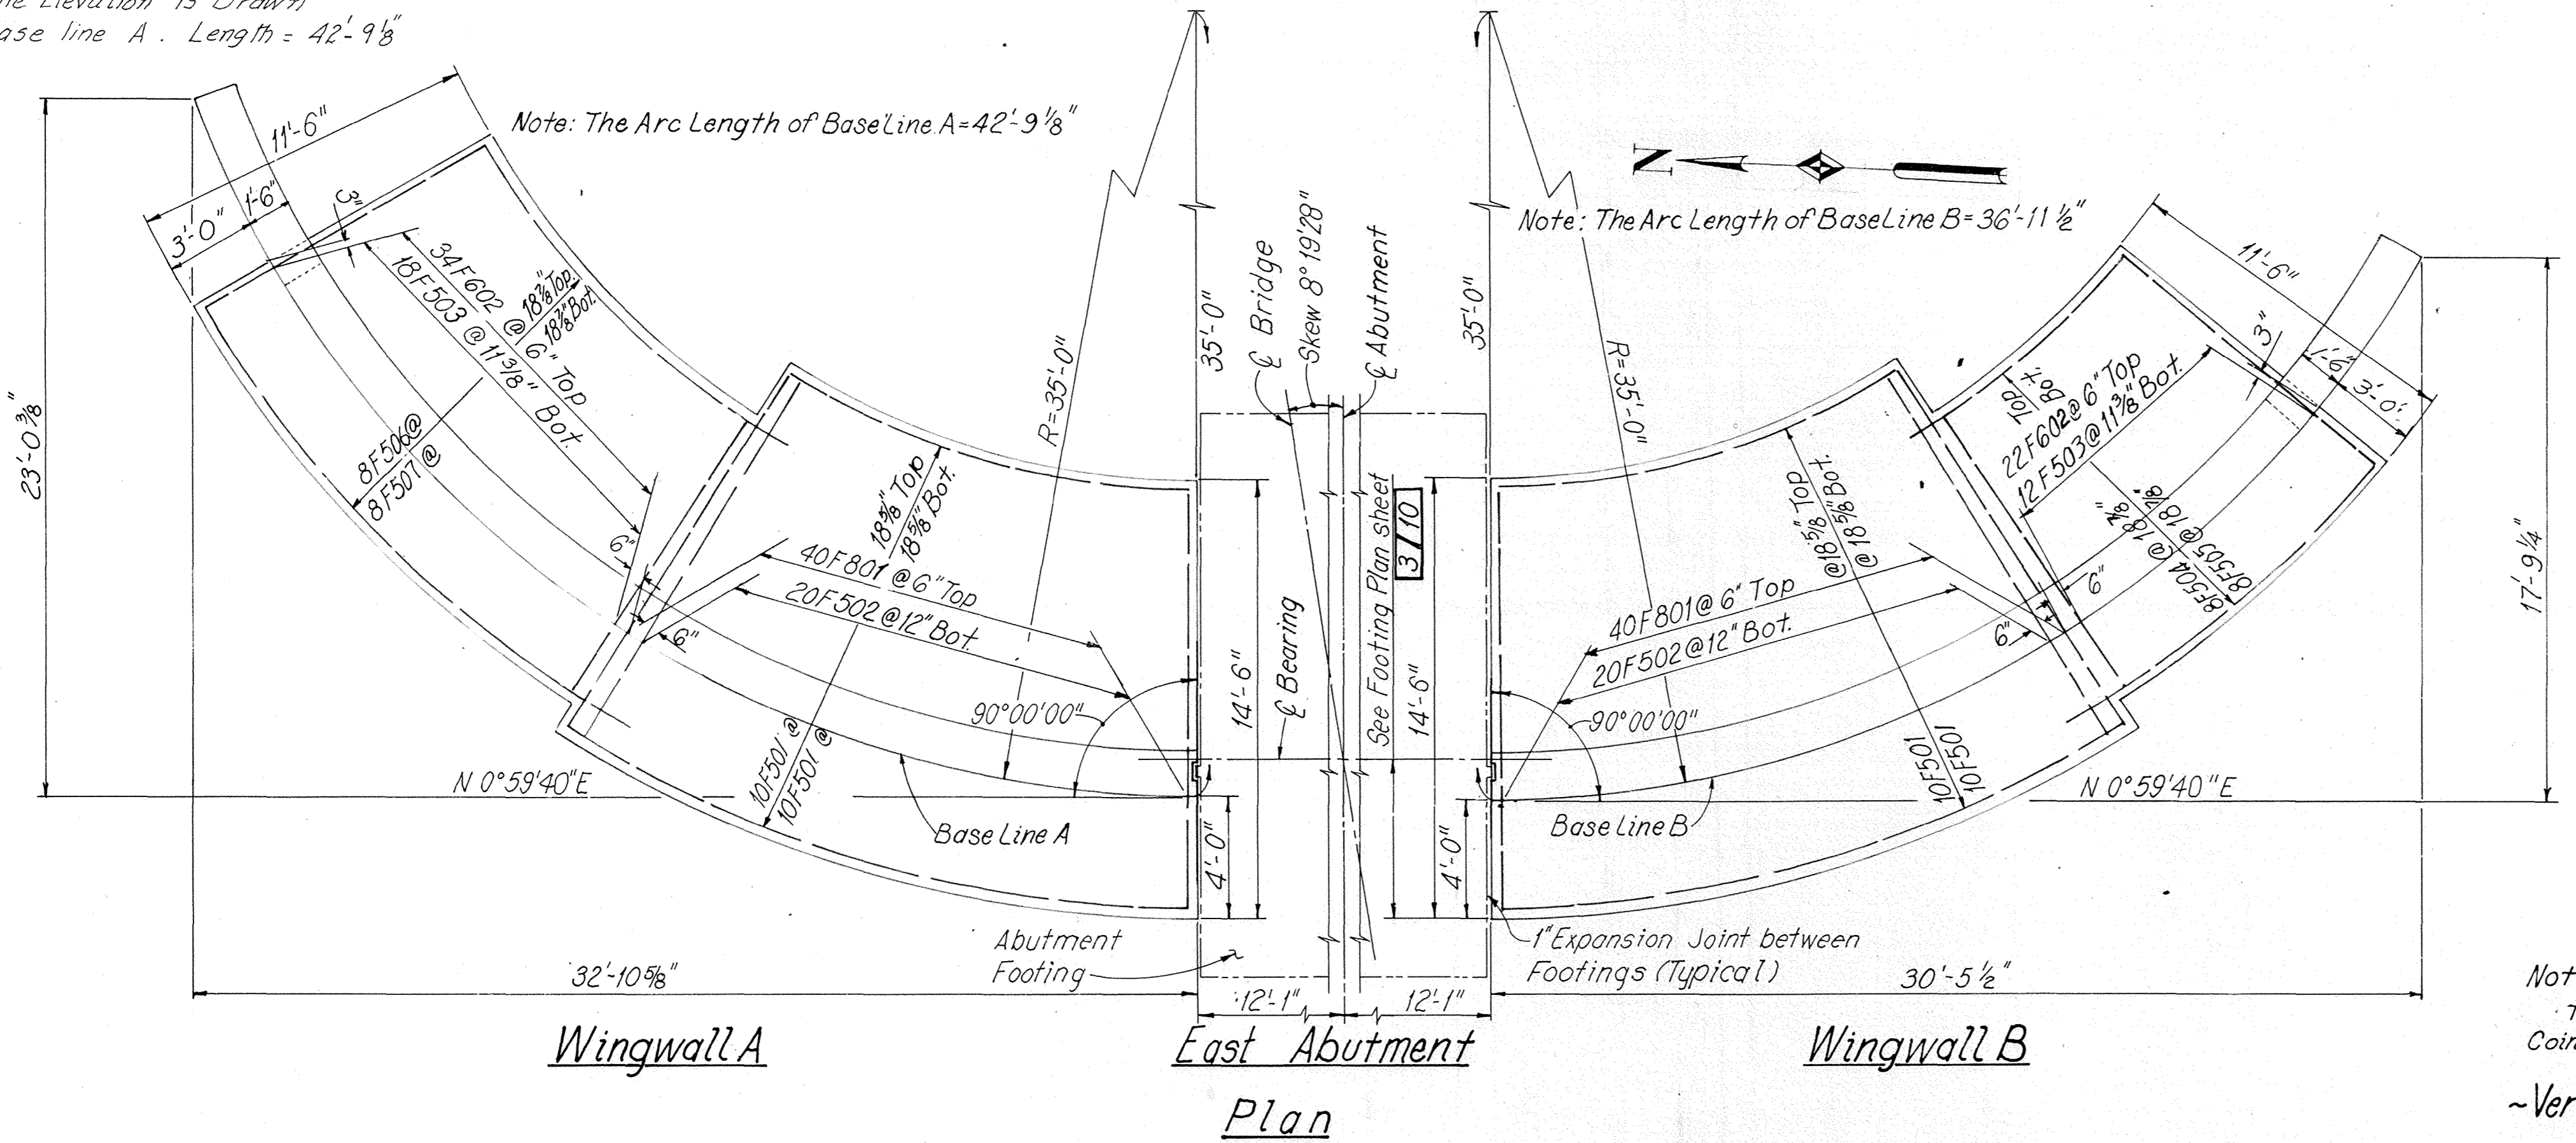 Elevation is Drawn
ase line A. Length = 42'-9⅛"
Note: The Arc Length of BaseLine A=42'-9⅛"
11'-6"
3'-0"
1'-6"
3"
34F602
@ 6" Top
18⅞" Top.
18⅞" Bot.
18F503 @ 11 3/8" Bot.
8F506@
8F507@
23'-0⅜"
6"
6"
40F801 @ 6" Top
20F502 @ 12" Bot.
18⅝" Top
18⅝" Bot.
10F501 @
10F501 @
R=35'-0"
35'-0"
90°00'00"
N 0°59'40"E
Base Line A
14'-6"
4'-0"
Abutment
Footing
32'-10⅝"
Wingwall A
℄ Bridge
Skew 8°19'28"
℄ Abutment
℄ Bearing
See Footing Plan sheet
3/10
12'-1"
12'-1"
East Abutment
Plan
N
Note: The Arc Length of BaseLine B=36'-11½"
35'-0"
R=35'-0"
11'-6"
3"
1'-6"
3'-0"
Top
Bot.
22F602@ 6" Top
12F503@11⅜" Bot.
@ 18⅞"
8F504
8F505@ 18⅞"
@18⅝" Top
@18⅝" Bot.
10F501
10F501
40F801@ 6" Top
20F502@12" Bot.
6"
6"
90°00'00"
N 0°59'40"E
Base Line B
14'-6"
4'-0"
17'-9¼"
1" Expansion Joint between
Footings (Typical)
30'-5½"
Wingwall B
Not
Coin
~Ver